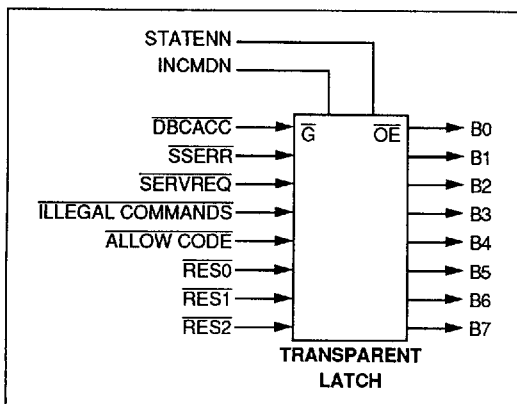 STATENN
INCMDN
DBCACC
SSERR
SERVREQ
ILLEGAL COMMANDS
ALLOW CODE
RES0
RES1
RES2
G OE
B0
B1
B2
B3
B4
B5
B6
B7
TRANSPARENT
LATCH